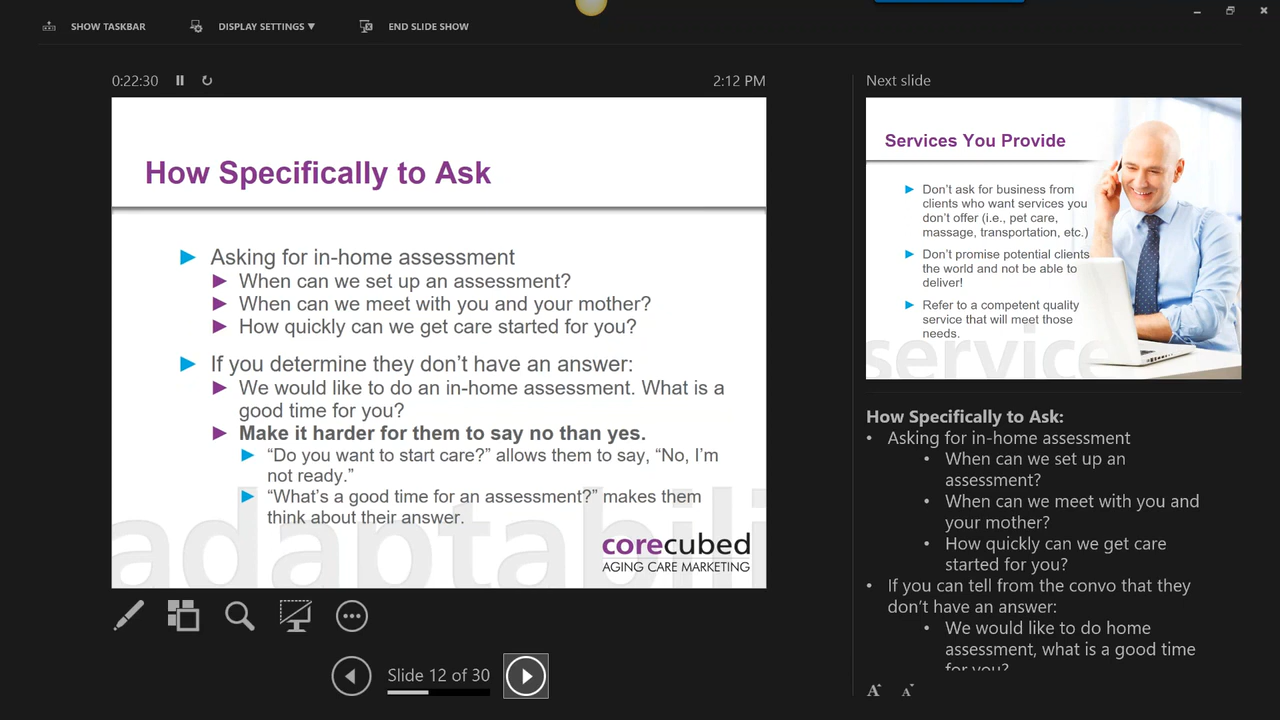 SHOW TASKBAR
DISPLAY SETTINGS ▼
END SLIDE SHOW
0:22:30
2:12 PM
How Specifically to Ask
Asking for in-home assessment
When can we set up an assessment?
When can we meet with you and your mother?
How quickly can we get care started for you?
If you determine they don't have an answer:
We would like to do an in-home assessment. What is a
good time for you?
Make it harder for them to say no than yes.
“Do you want to start care?” allows them to say, “No, I'm
not ready.”
“What's a good time for an assessment?” makes them
think about their answer.
adaptabili
corecubed
AGING CARE MARKETING
Slide 12 of 30
Next slide
Services You Provide
Don't ask for business from
clients who want services you
don't offer (i.e., pet care,
massage, transportation, etc.)
Don't promise potential clients
the world and not be able to
deliver!
Refer to a competent quality
service that will meet those
needs.
service
How Specifically to Ask:
• Asking for in-home assessment
• When can we set up an
assessment?
• When can we meet with you and
your mother?
• How quickly can we get care
started for you?
• If you can tell from the convo that they
don't have an answer:
• We would like to do home
assessment, what is a good time
for you?
A A